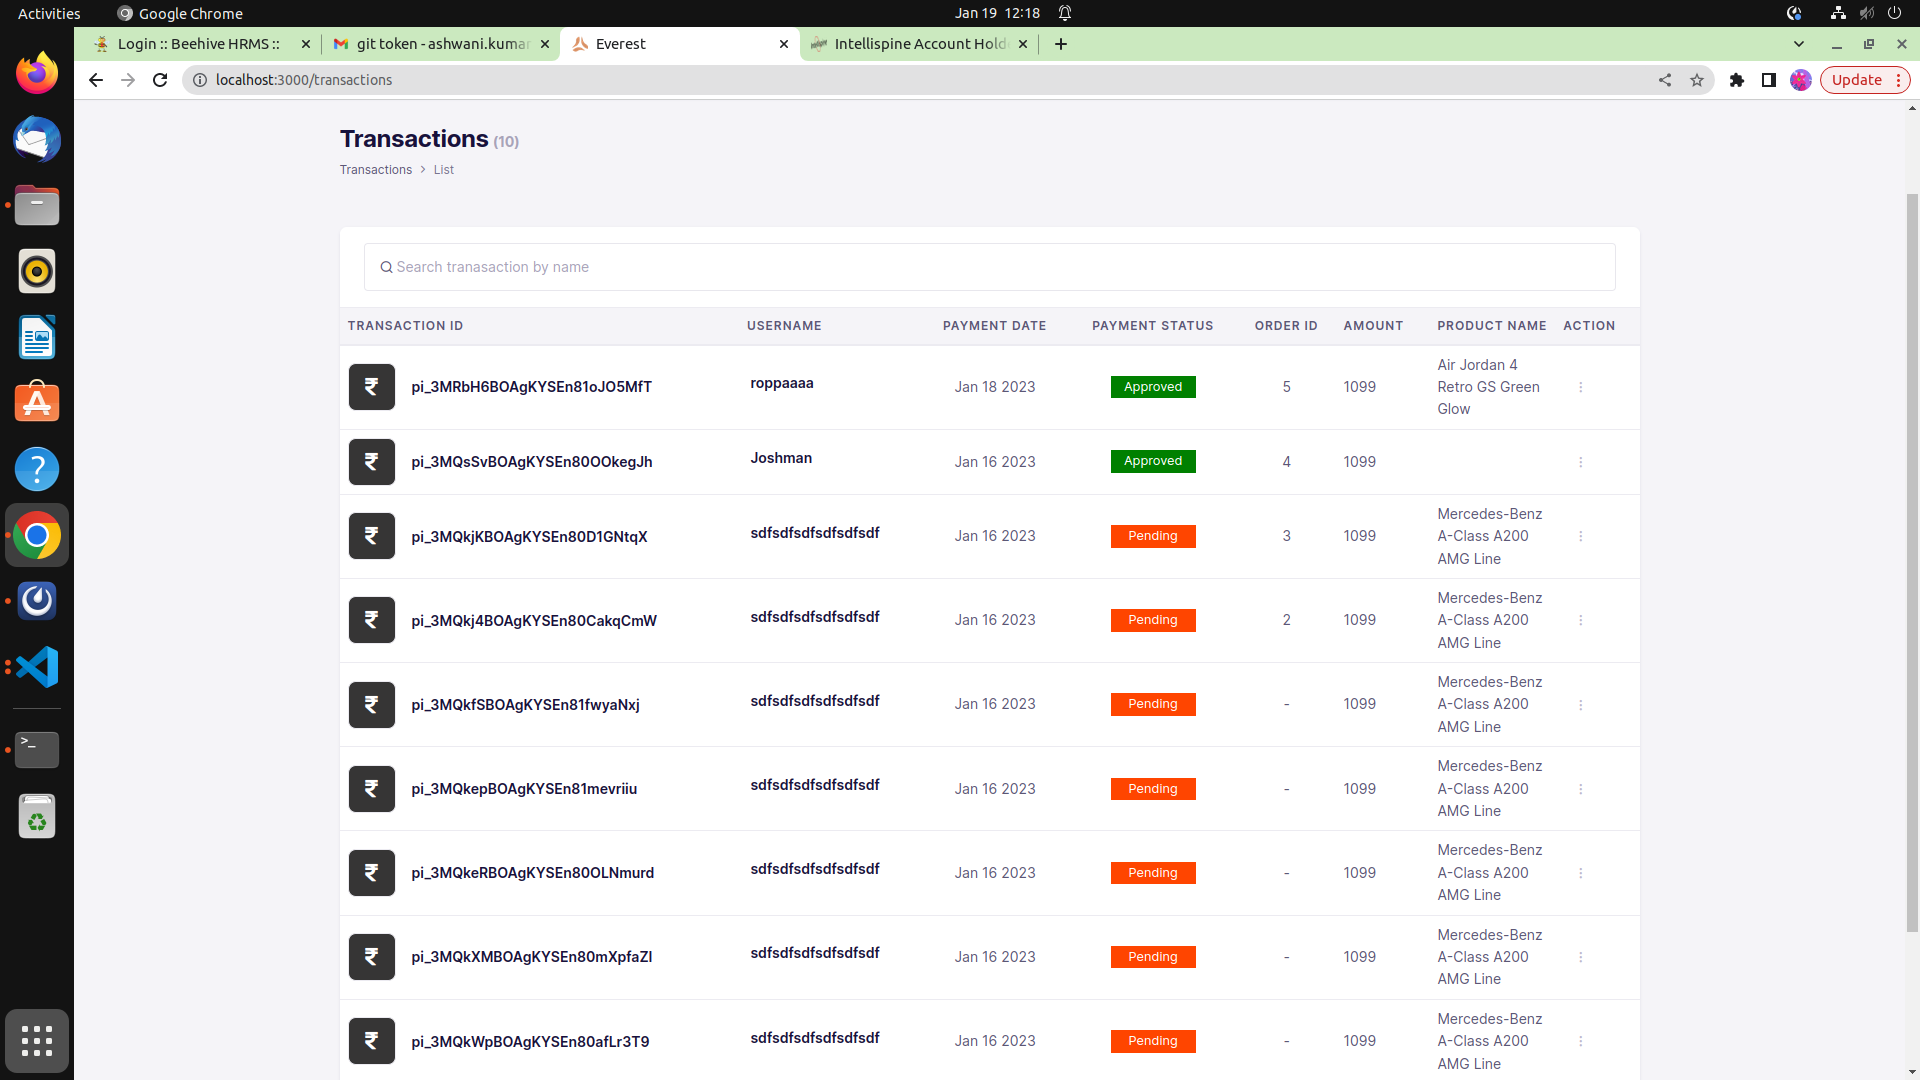 Activities Google Chrome Jan 19 12:18
Login :: Beehive HRMS :: git token - ashwani.kumar Everest Intellispine Account Hold
localhost:3000/transactions Update
Transactions (10)
Transactions > List
Search tranasaction by name
TRANSACTION ID USERNAME PAYMENT DATE PAYMENT STATUS ORDER ID AMOUNT PRODUCT NAME ACTION
₹ pi_3MRbH6BOAgKYSEn81oJO5MfT roppaaaa Jan 18 2023 Approved 5 1099 Air Jordan 4
Retro GS Green
Glow
₹ pi_3MQsSvBOAgKYSEn80OOkegJh Joshman Jan 16 2023 Approved 4 1099
₹ pi_3MQkjKBOAgKYSEn80D1GNtqX sdfsdfsdfsdfsdfsdf Jan 16 2023 Pending 3 1099 Mercedes-Benz
A-Class A200
AMG Line
₹ pi_3MQkj4BOAgKYSEn80CakqCmW sdfsdfsdfsdfsdfsdf Jan 16 2023 Pending 2 1099 Mercedes-Benz
A-Class A200
AMG Line
₹ pi_3MQkfSBOAgKYSEn81fwyaNxj sdfsdfsdfsdfsdfsdf Jan 16 2023 Pending - 1099 Mercedes-Benz
A-Class A200
AMG Line
₹ pi_3MQkepBOAgKYSEn81mevriiu sdfsdfsdfsdfsdfsdf Jan 16 2023 Pending - 1099 Mercedes-Benz
A-Class A200
AMG Line
₹ pi_3MQkeRBOAgKYSEn80OLNmurd sdfsdfsdfsdfsdfsdf Jan 16 2023 Pending - 1099 Mercedes-Benz
A-Class A200
AMG Line
₹ pi_3MQkXMBOAgKYSEn80mXpfaZl sdfsdfsdfsdfsdfsdf Jan 16 2023 Pending - 1099 Mercedes-Benz
A-Class A200
AMG Line
₹ pi_3MQkWpBOAgKYSEn80afLr3T9 sdfsdfsdfsdfsdfsdf Jan 16 2023 Pending - 1099 Mercedes-Benz
A-Class A200
AMG Line